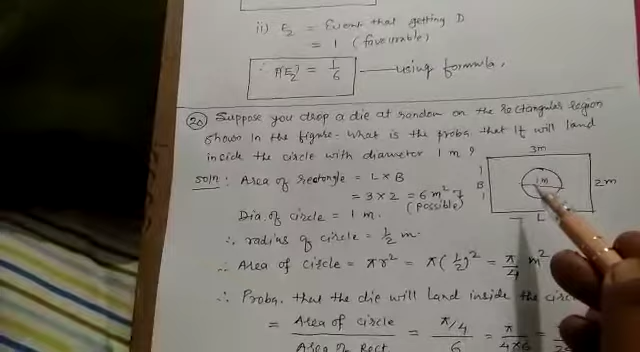 ii) E₂ = Event that getting D
= 1 (favourable)
∴ P(E₂) = 1/6 —— using formula.
20) Suppose you drop a die at random on the rectangular region
shown in the figure. What is the proba. that it will land
inside the circle with diameter 1 m?
3m
Soln: Area of rectangle = L × B
1m
B
2m
= 3 × 2 = 6 m²
(possible)
Dia. of circle = 1 m.
L
∴ radius of circle = 1/2 m.
∴ Area of circle = πr² = π(1/2)² = π/4 m²
∴ Proba. that the die will land inside the
= Area of circle / Area of Rect = π/4 / 6 = π / 4×6 =